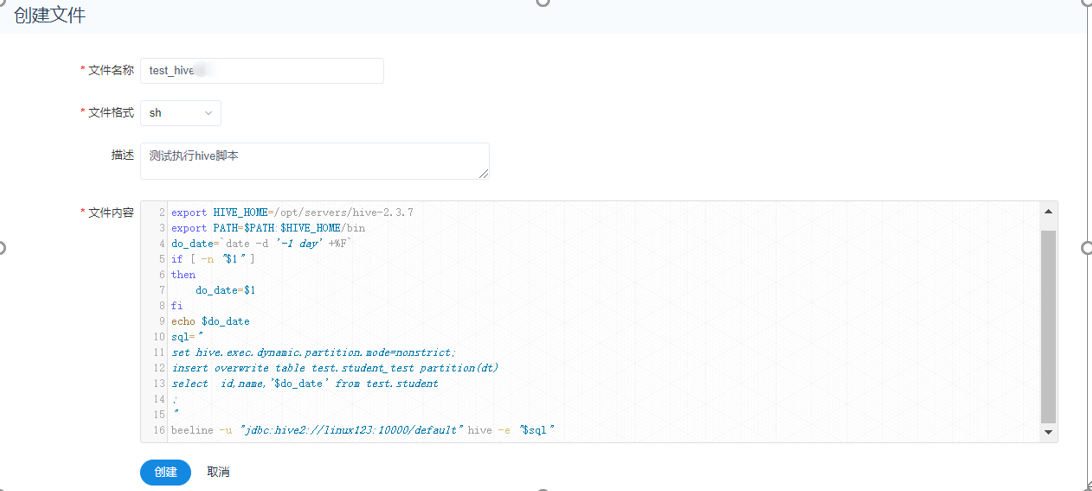 创建文件
* 文件名称 test_hive
* 文件格式 sh
描述 测试执行hive脚本
* 文件内容
2 export HIVE_HOME=/opt/servers/hive-2.3.7
3 export PATH=$PATH:$HIVE_HOME/bin
4 do_date=`date -d '-1 day' +%F`
5 if [ -n "$1" ]
6 then
7 do_date=$1
8 fi
9 echo $do_date
10 sql="
11 set hive.exec.dynamic.partition.mode=nonstrict;
12 insert overwrite table test.student_test partition(dt)
13 select  id,name,'$do_date' from test.student
14 ;
15 "
16 beeline -u "jdbc:hive2://linux123:10000/default" hive -e "$sql"
创建 取消